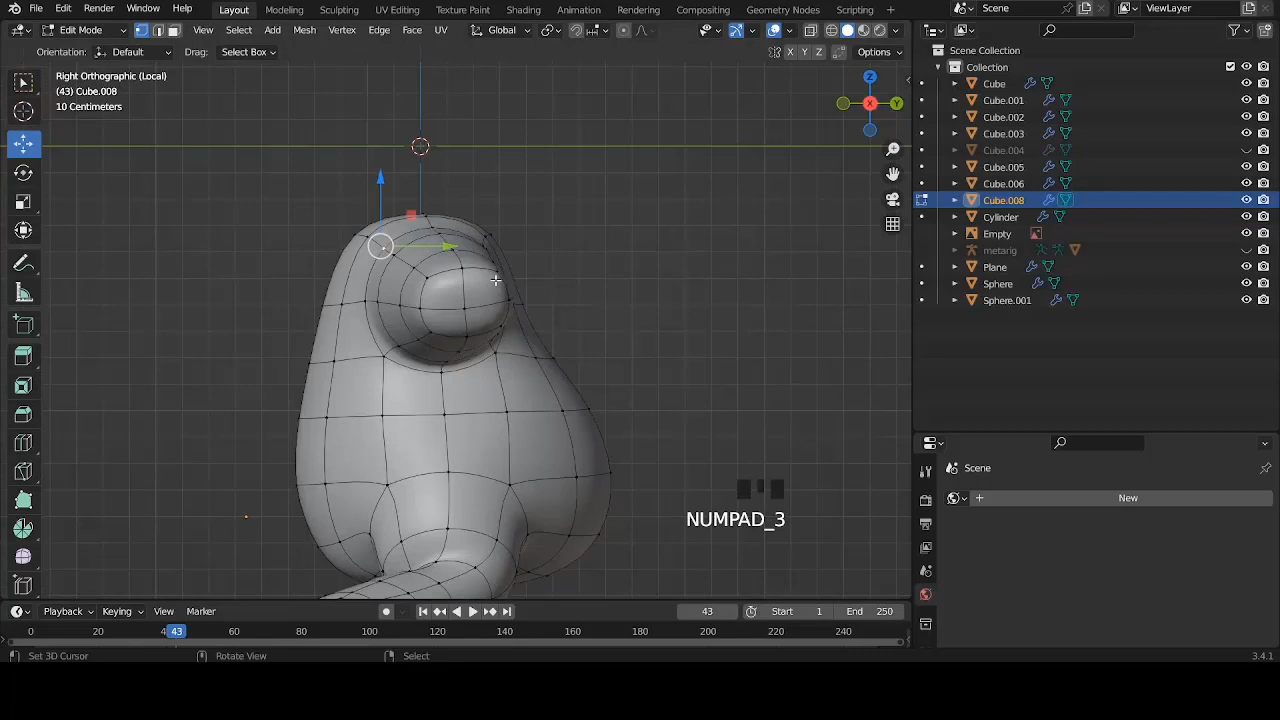 File Edit Render Window Help Layout Modeling Sculpting UV Editing Texture Paint Shading Animation Rendering Compositing Geometry Nodes Scripting Scene ViewLayer
Edit Mode View Select Add Mesh Vertex Edge Face UV Global
Orientation: Default Drag: Select Box X Y Z Options
Right Orthographic (Local)
(43) Cube.008
10 Centimeters
Z
Y
X
NUMPAD_3
Scene Collection
Collection
Cube
Cube.001
Cube.002
Cube.003
Cube.004
Cube.005
Cube.006
Cube.008
Cylinder
Empty
metarig
Plane
Sphere
Sphere.001
Scene
New
Playback Keying View Marker 43 Start 1 End 250
0 20 4 43 60 80 100 120 140 160 180 200 220 240
Set 3D Cursor Rotate View Select 3.4.1